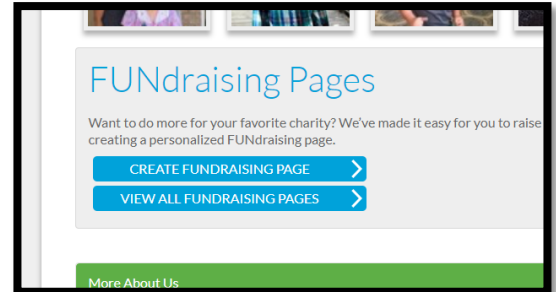 FUNdraising Pages
Want to do more for your favorite charity? We've made it easy for you to raise
creating a personalized FUNdraising page.
CREATE FUNDRAISING PAGE
VIEW ALL FUNDRAISING PAGES
More About Us